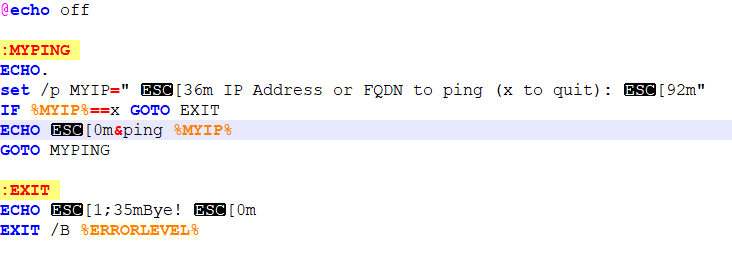 @echo off
:MYPING
ECHO.
set /p MYIP=" ESC[36m IP Address or FQDN to ping (x to quit): ESC[92m"
IF %MYIP%==x GOTO EXIT
ECHO ESC[0m&ping %MYIP%
GOTO MYPING
:EXIT
ECHO ESC[1;35mBye! ESC[0m
EXIT /B %ERRORLEVEL%